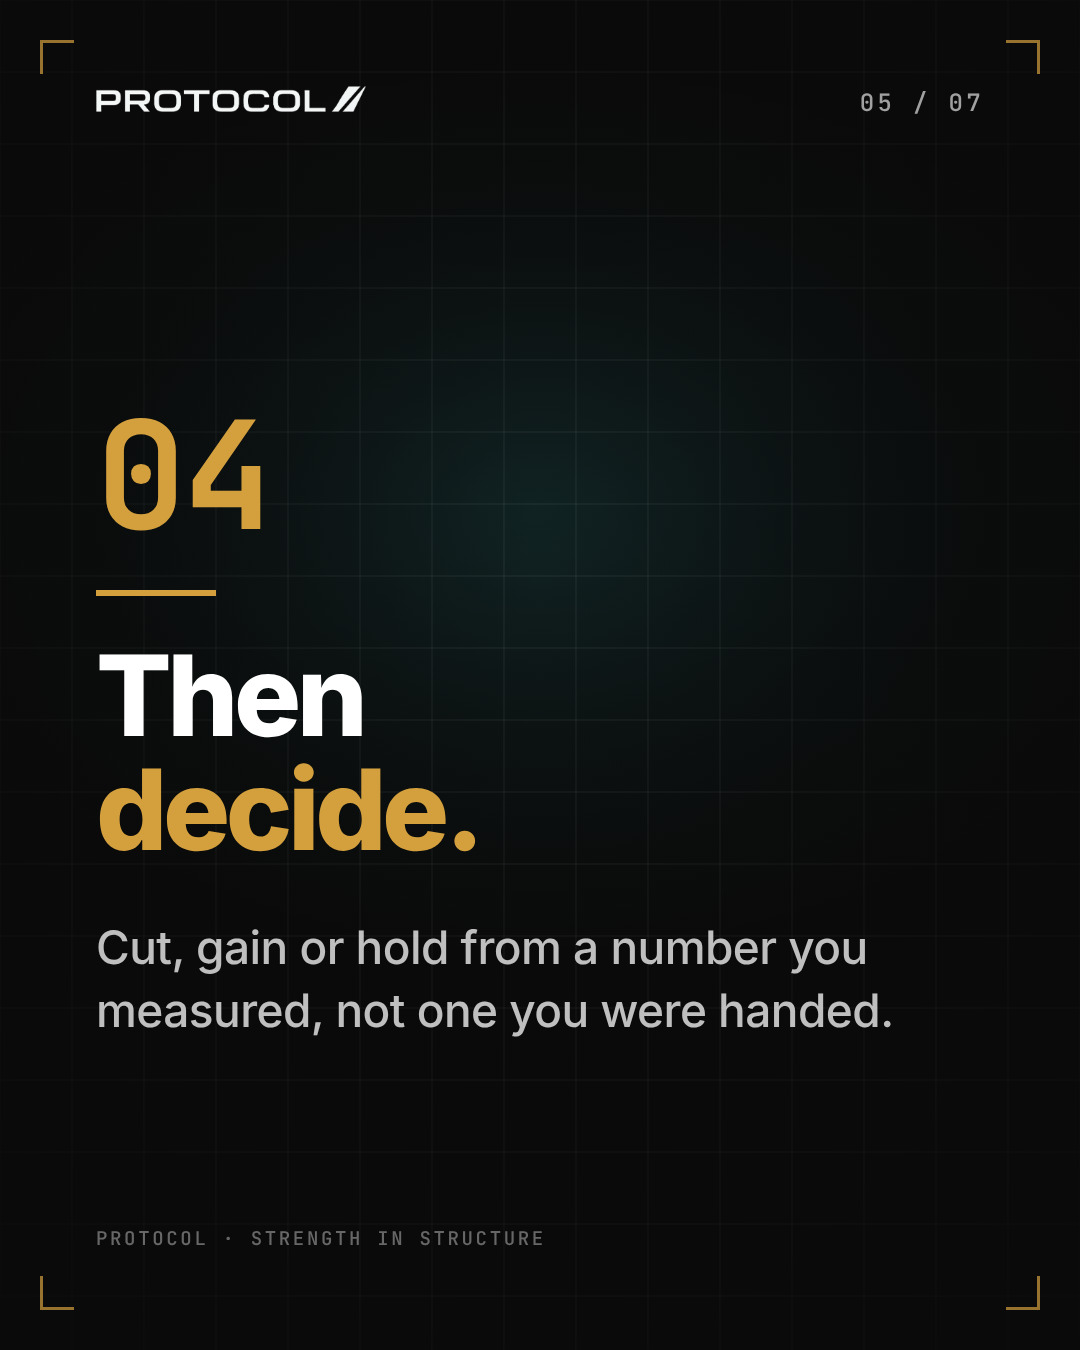 PROTOCOL
05 / 07
04
Then
decide.
Cut, gain or hold from a number you
measured, not one you were handed.
PROTOCOL · STRENGTH IN STRUCTURE